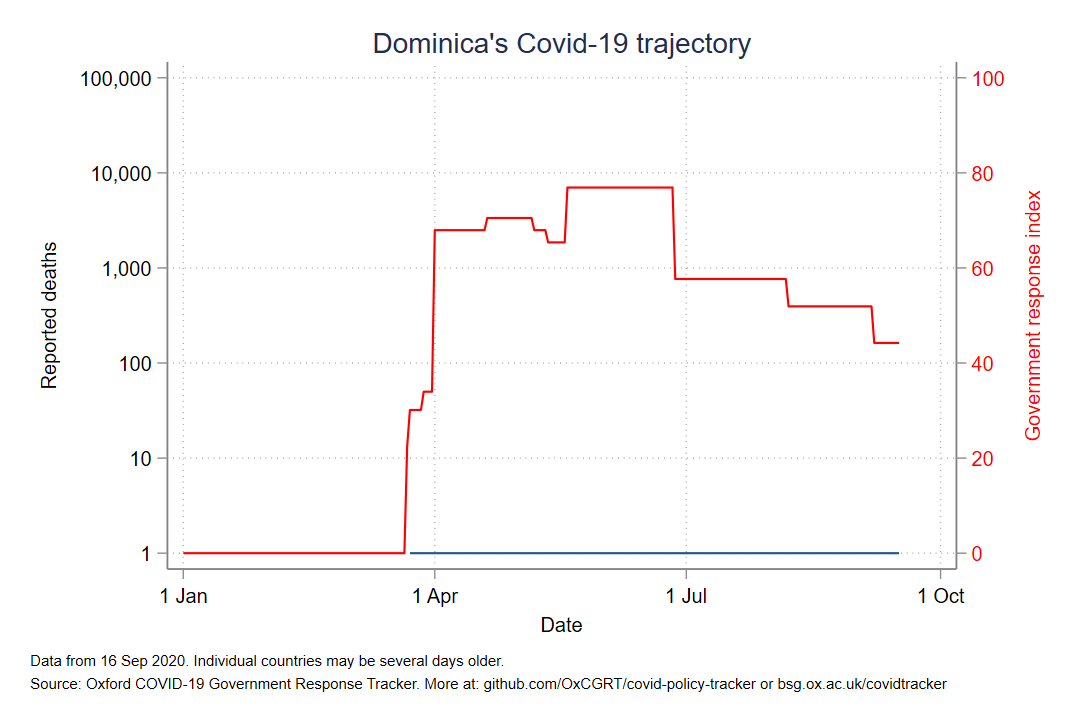 Dominica's Covid-19 trajectory
100,000
10,000
1,000
100
10
1
Reported deaths
100
80
60
40
20
0
Government response index
1 Jan
1 Apr
1 Jul
1 Oct
Date
Data from 16 Sep 2020. Individual countries may be several days older.
Source: Oxford COVID-19 Government Response Tracker. More at: github.com/OxCGRT/covid-policy-tracker or bsg.ox.ac.uk/covidtracker